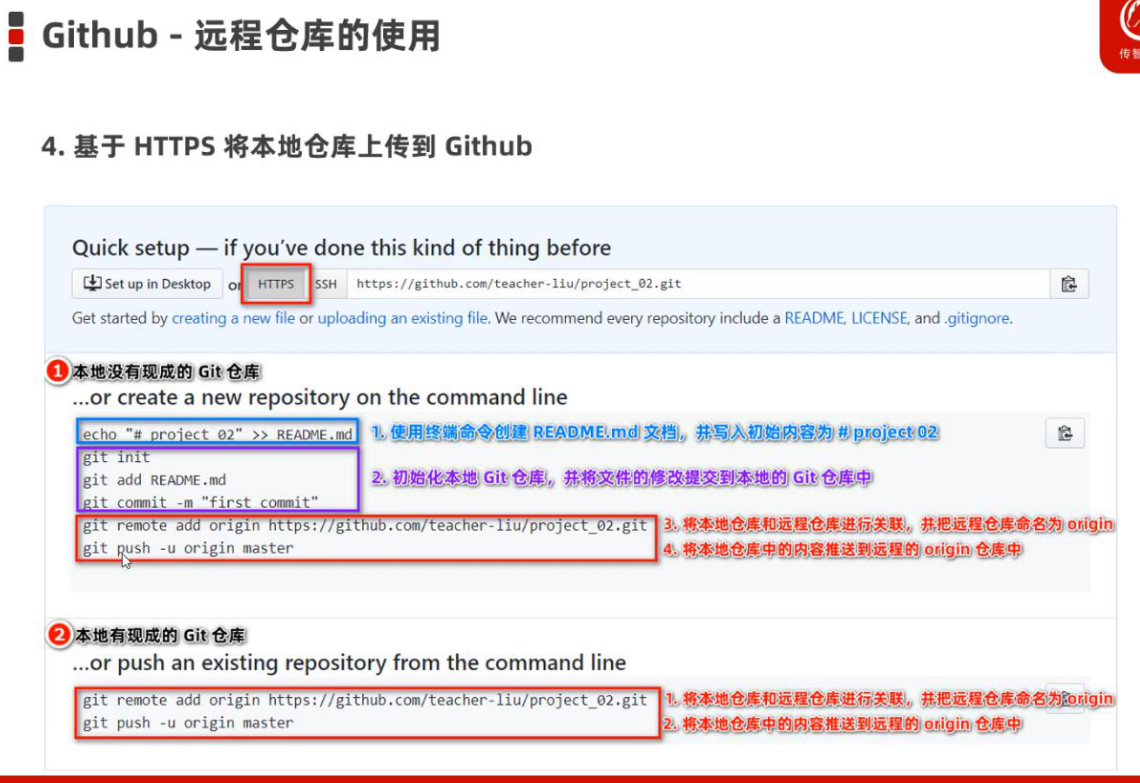 Github - 远程仓库的使用
传智
4. 基于 HTTPS 将本地仓库上传到 Github
Quick setup — if you've done this kind of thing before
Set up in Desktop or HTTPS SSH https://github.com/teacher-liu/project_02.git
Get started by creating a new file or uploading an existing file. We recommend every repository include a README, LICENSE, and .gitignore.
1 本地没有现成的 Git 仓库
...or create a new repository on the command line
echo "# project_02" >> README.md 1. 使用终端命令创建 README.md 文档，并写入初始内容为 # project 02
git init
git add README.md 2. 初始化本地 Git 仓库，并将文件的修改提交到本地的 Git 仓库中
git commit -m "first commit"
git remote add origin https://github.com/teacher-liu/project_02.git 3. 将本地仓库和远程仓库进行关联，并把远程仓库命名为 origin
git push -u origin master 4. 将本地仓库中的内容推送到远程的 origin 仓库中
2 本地有现成的 Git 仓库
...or push an existing repository from the command line
git remote add origin https://github.com/teacher-liu/project_02.git 1. 将本地仓库和远程仓库进行关联，并把远程仓库命名为 origin
git push -u origin master 2. 将本地仓库中的内容推送到远程的 origin 仓库中